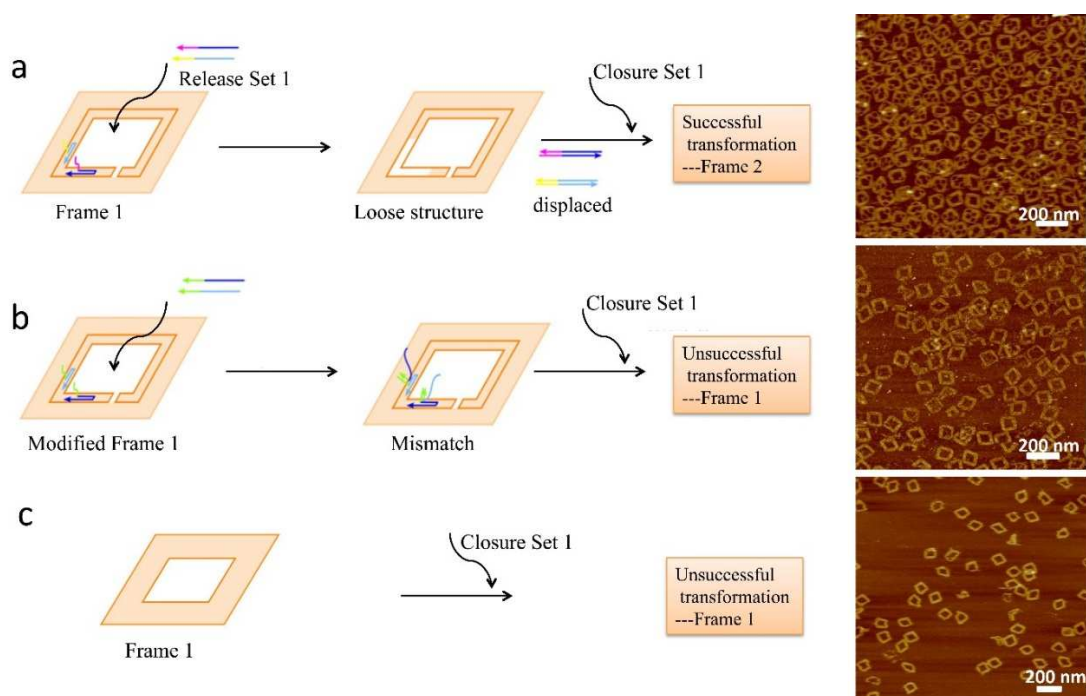 a
Release Set 1
Frame 1
Loose structure
Closure Set 1
displaced
Successful
transformation
---Frame 2
200 nm
b
Modified Frame 1
Mismatch
Closure Set 1
Unsuccessful
transformation
---Frame 1
200 nm
c
Frame 1
Closure Set 1
Unsuccessful
transformation
---Frame 1
200 nm